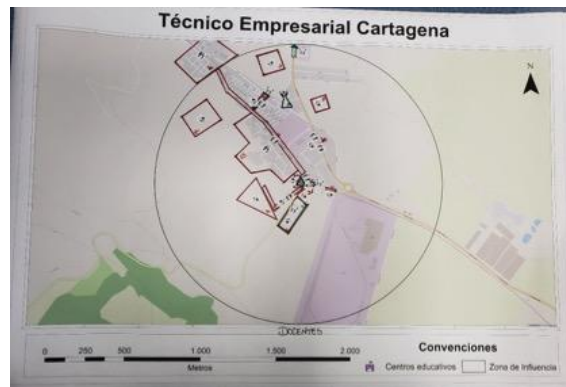 Técnico Empresarial Cartagena
N
DOCENTES
0 250 500 1.000 1.500 2.000
Metros
Convenciones
Centros educativos Zona de Influencia